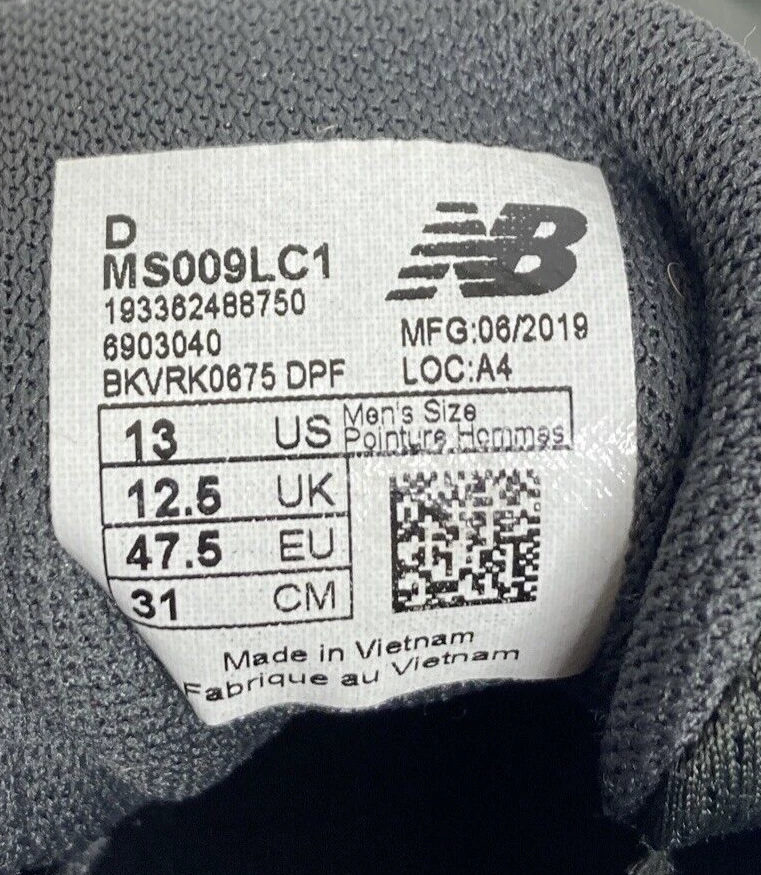 D
MS009LC1
193362488750
6903040
BKVRK0675 DPF
NB
MFG:06/2019
LOC:A4
13 US Men's Size
Pointure Hommes
12.5 UK
47.5 EU
31 CM
Made in Vietnam
Fabrique au Vietnam